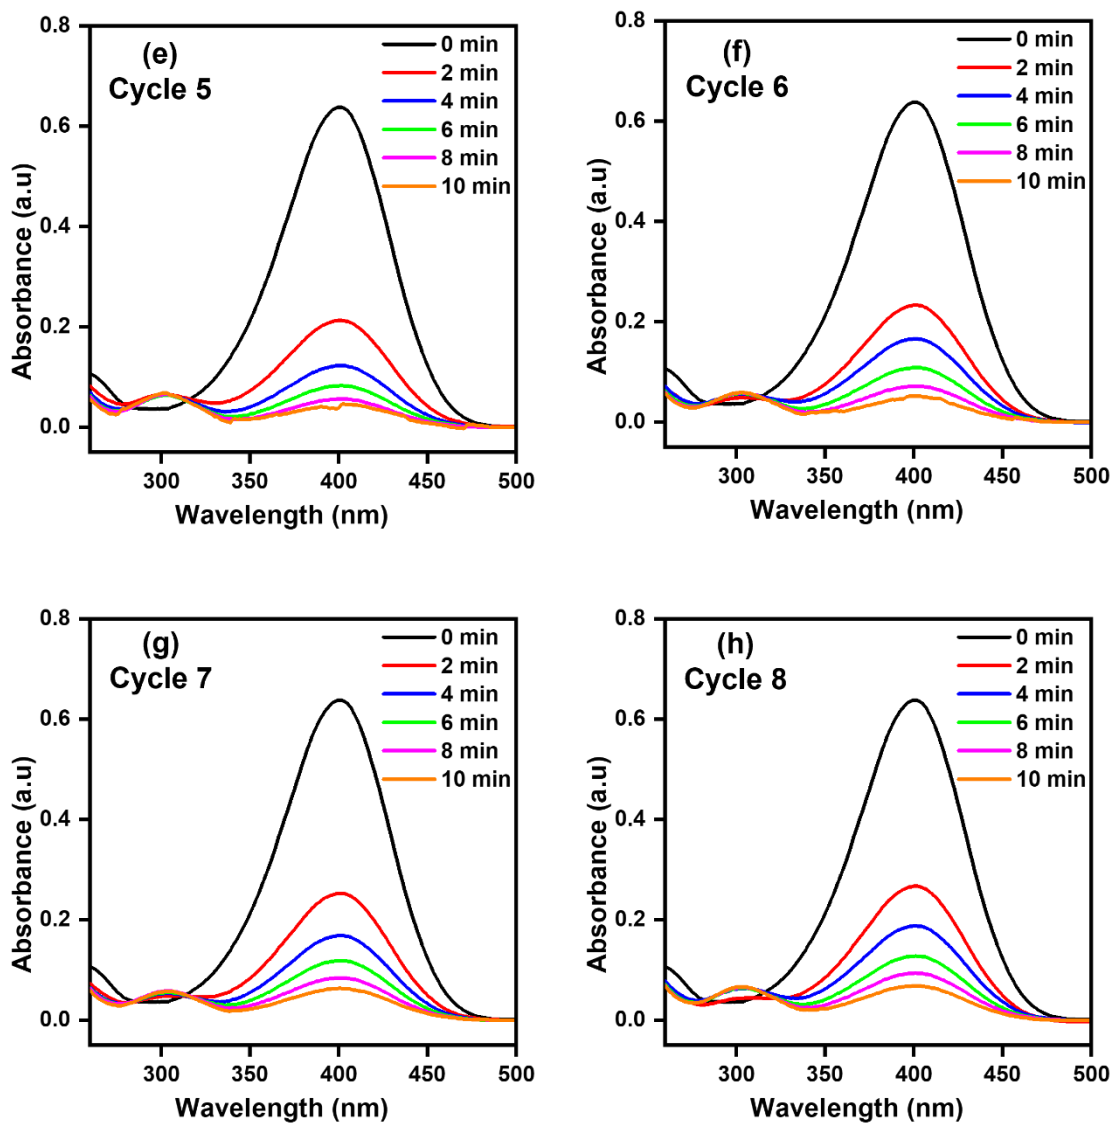 (e)
Cycle 5
0 min
2 min
4 min
6 min
8 min
10 min
0.8
0.6
0.4
0.2
0.0
Absorbance (a.u)
300
350
400
450
500
Wavelength (nm)
(f)
Cycle 6
0 min
2 min
4 min
6 min
8 min
10 min
0.8
0.6
0.4
0.2
0.0
Absorbance (a.u)
300
350
400
450
500
Wavelength (nm)
(g)
Cycle 7
0 min
2 min
4 min
6 min
8 min
10 min
0.8
0.6
0.4
0.2
0.0
Absorbance (a.u)
300
350
400
450
500
Wavelength (nm)
(h)
Cycle 8
0 min
2 min
4 min
6 min
8 min
10 min
0.8
0.6
0.4
0.2
0.0
Absorbance (a.u)
300
350
400
450
500
Wavelength (nm)